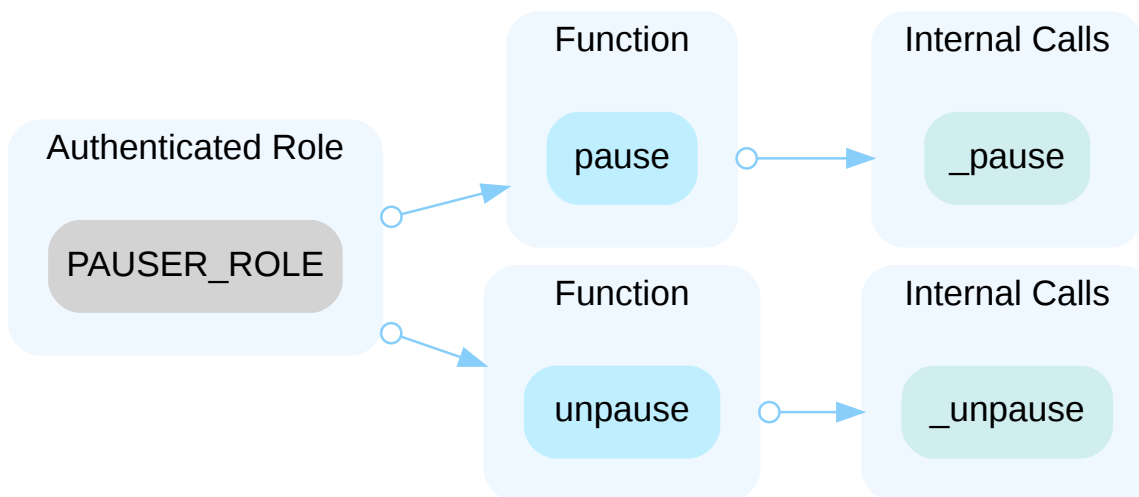 Authenticated Role
PAUSER_ROLE
Function
pause
Internal Calls
_pause
Function
unpause
Internal Calls
_unpause